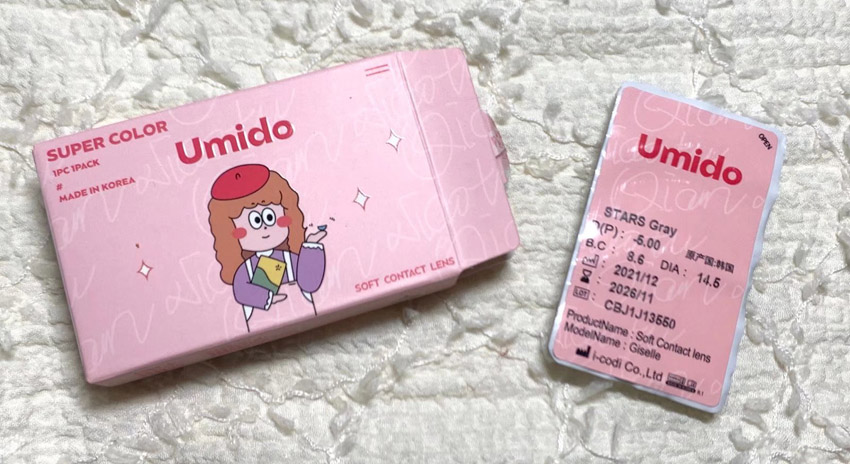 SUPER COLOR
1PC 1PACK
#
MADE IN KOREA
Umido
SOFT CONTACT LENS
OPEN
Umido
STARS Gray
D(P) : -5.00
B.C : 8.6 DIA : 14.5
原产国:韩国
2021/12
2026/11
LOT : CBJ1J13550
ProductName : Soft Contact lens
ModelName : Giselle
i-codi Co.,Ltd